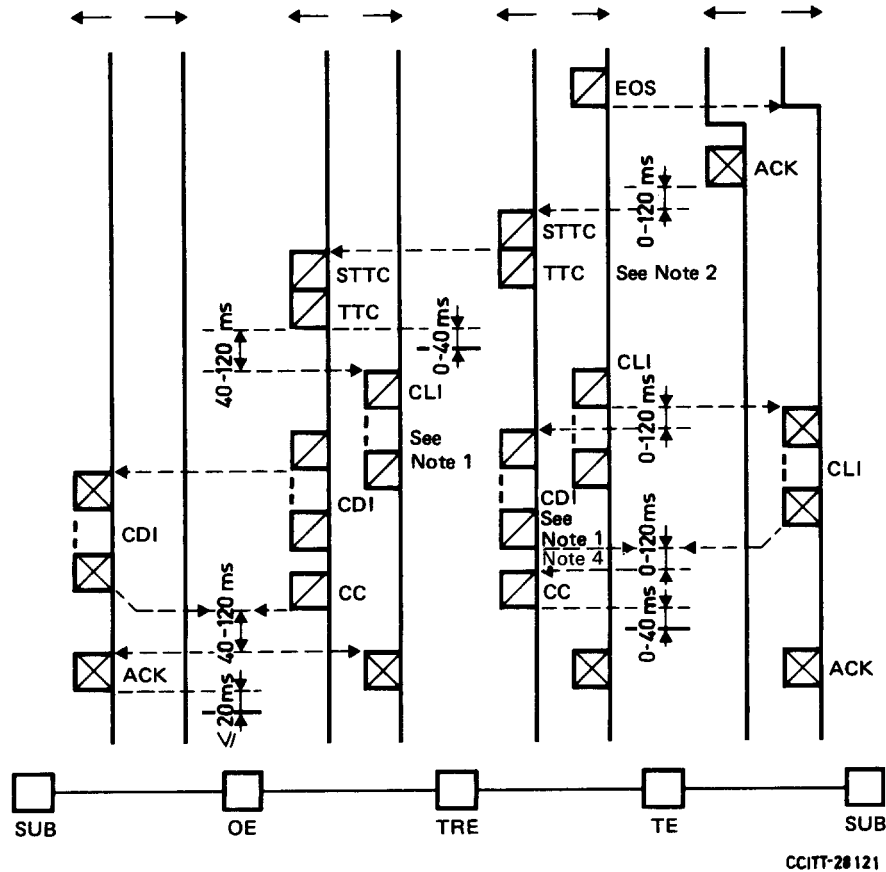 EOS
ACK
0-120 ms
STTC
STTC
TTC
See Note 2
TTC
40-120 ms
0-40 ms
CLI
CLI
0-120 ms
See
Note 1
CLI
CDI
CDI
See
Note 1
Note 4
0-120 ms
CDI
CC
CC
40-120 ms
0-40 ms
ACK
ACK
≤ 20 ms
SUB
OE
TRE
TE
SUB
CCITT-28121